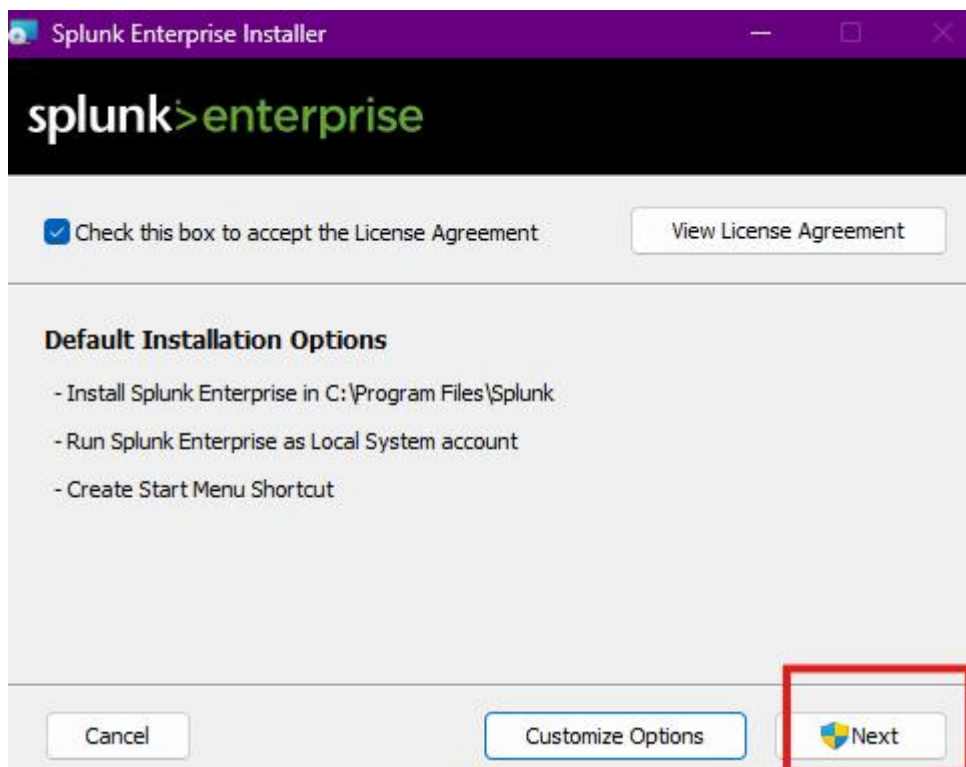 Splunk Enterprise Installer
splunk>enterprise
Check this box to accept the License Agreement View License Agreement
Default Installation Options
- Install Splunk Enterprise in C:\Program Files\Splunk
- Run Splunk Enterprise as Local System account
- Create Start Menu Shortcut
Cancel Customize Options Next